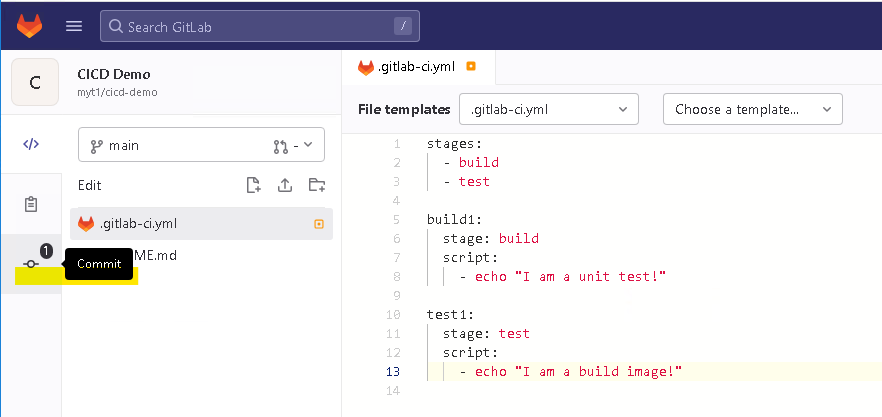 Search GitLab /
C CICD Demo
myt1/cicd-demo
main -
Edit
.gitlab-ci.yml
1 Commit ME.md
.gitlab-ci.yml
File templates .gitlab-ci.yml Choose a template...
1 stages:
2 - build
3 - test
4
5 build1:
6 stage: build
7 script:
8 - echo "I am a unit test!"
9
10 test1:
11 stage: test
12 script:
13 - echo "I am a build image!"
14